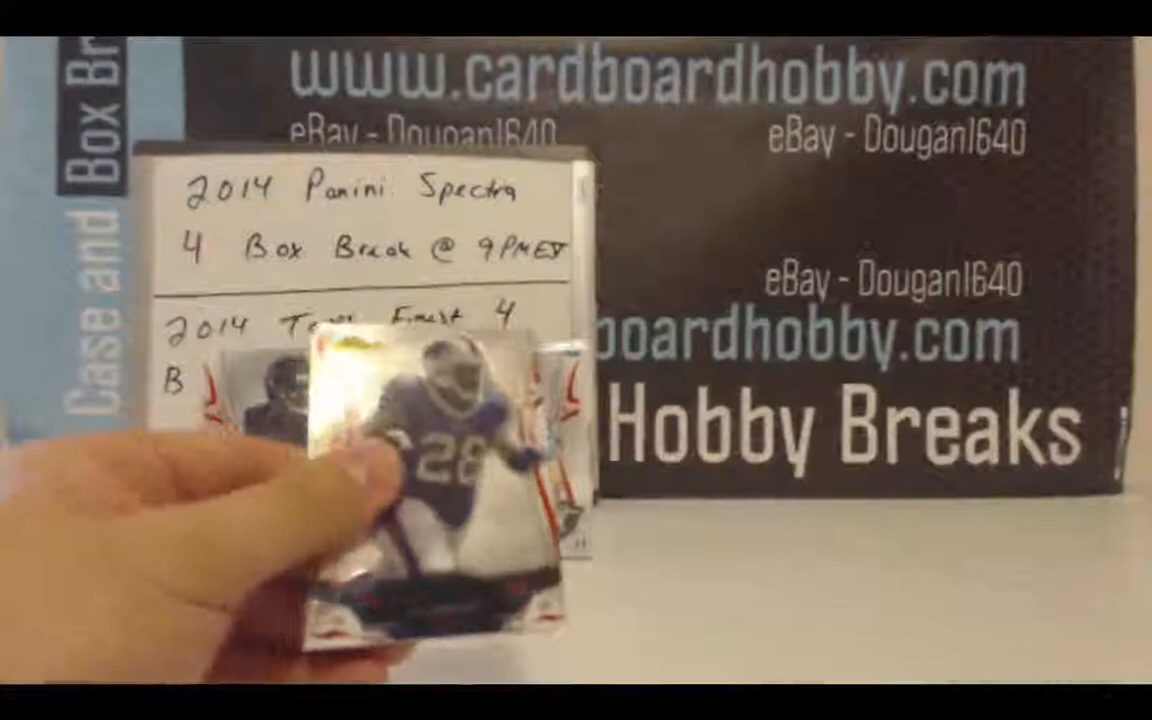 Case and Box Br
www.cardboardhobby.com
eBay - Dougan1640
eBay - Dougan1640
2014 Panini Spectra
4 Box Break @ 9PM EST
eBay - Dougan1640
boardhobby.com
2014 Finest 4
B
Hobby Breaks
28